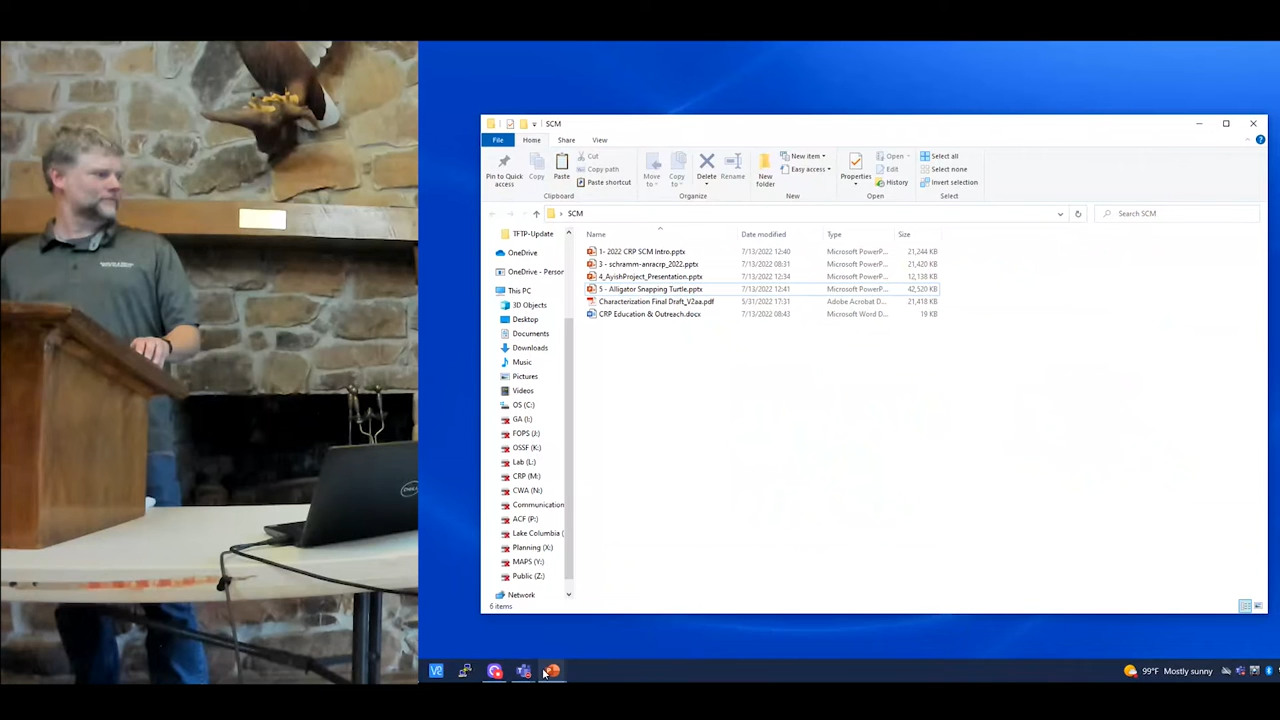 SCM
File
Home
Share
View
Pin to Quick access
Copy
Paste
Cut
Copy path
Paste shortcut
Move to
Copy to
Delete
Rename
New folder
New item
Easy access
Properties
Open
Edit
History
Select all
Select none
Invert selection
Clipboard
Organize
New
Open
Select
SCM
Search SCM
Name
Date modified
Type
Size
1- 2022 CRP SCM Intro.pptx 7/13/2022 12:40 Microsoft PowerP... 21,244 KB
3 - schramm-anracrp_2022.pptx 7/13/2022 08:31 Microsoft PowerP... 21,420 KB
4_AyishProject_Presentation.pptx 7/13/2022 12:34 Microsoft PowerP... 12,138 KB
5 - Alligator Snapping Turtle.pptx 7/13/2022 12:41 Microsoft PowerP... 42,520 KB
Characterization Final Draft_V2aa.pdf 5/31/2022 17:31 Adobe Acrobat D... 21,418 KB
CRP Education & Outreach.docx 7/13/2022 08:43 Microsoft Word D... 19 KB
TFTP-Update
OneDrive
OneDrive - Person
This PC
3D Objects
Desktop
Documents
Downloads
Music
Pictures
Videos
OS (C:)
GA (I:)
FOPS (J:)
OSSF (K:)
Lab (L:)
CRP (M:)
CWA (N:)
Communication
ACF (P:)
Lake Columbia (
Planning (X:)
MAPS (Y:)
Public (Z:)
Network
6 items
99°F Mostly sunny